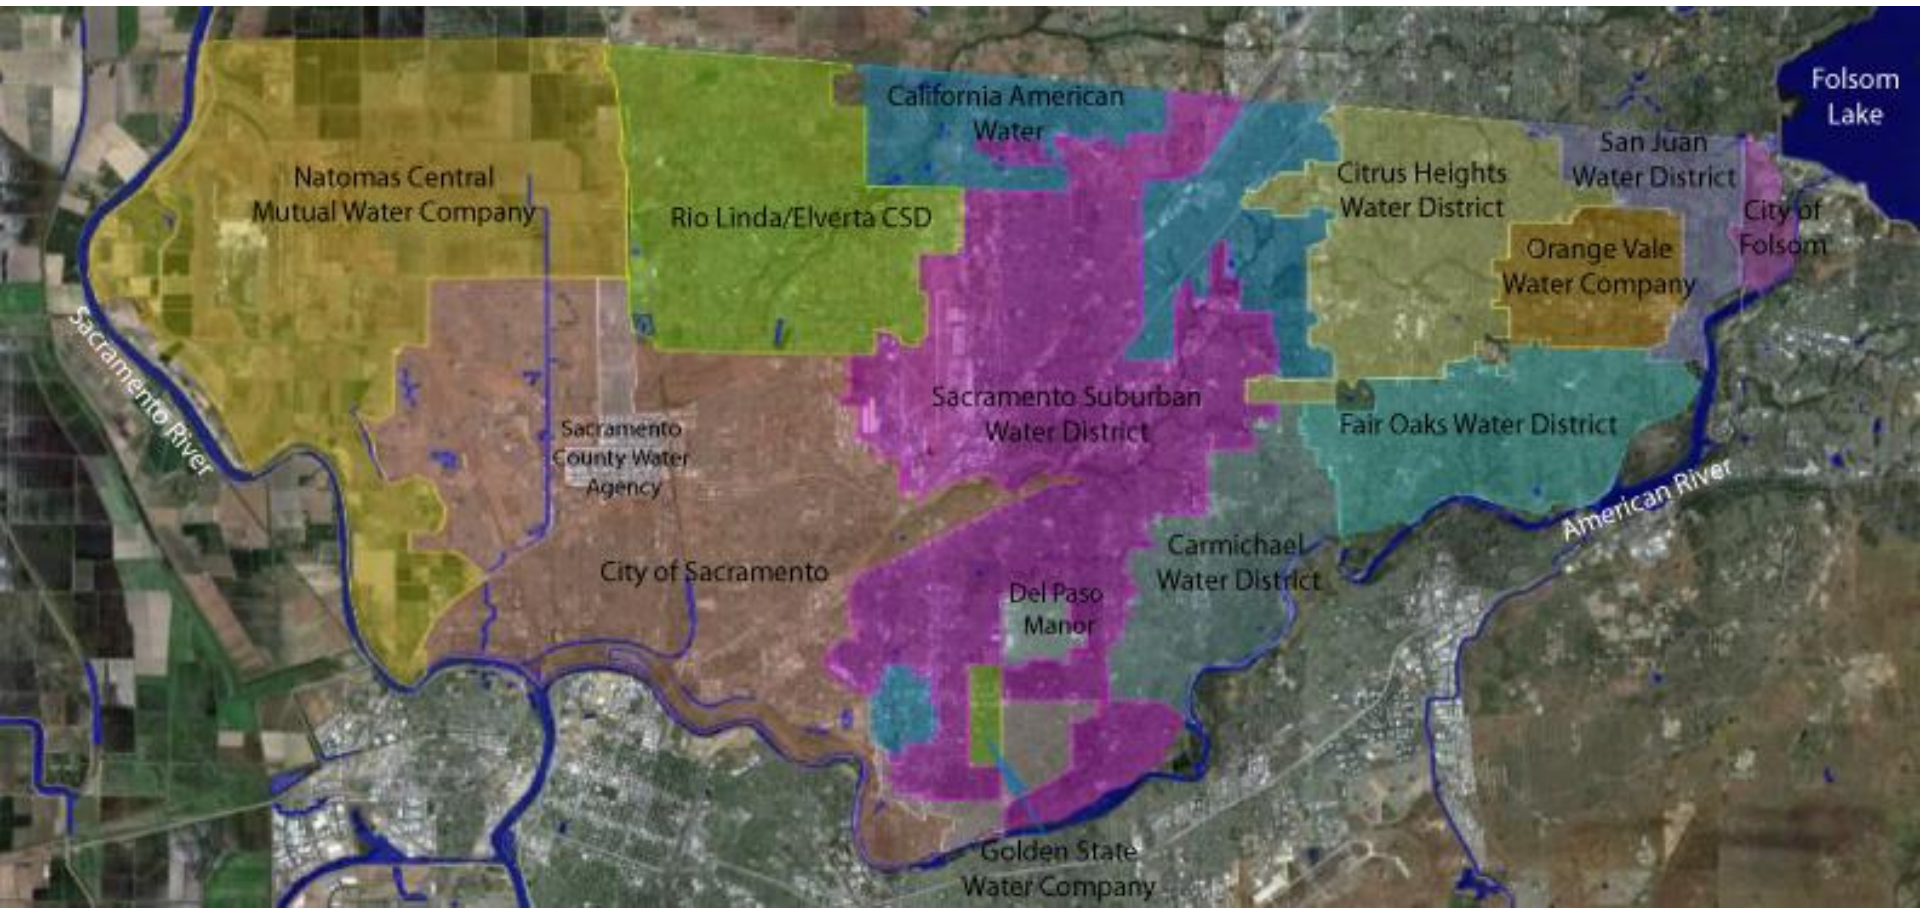 Folsom
Lake
California American
Water
San Juan
Water District
Natomas Central
Mutual Water Company
Rio Linda/Elverta CSD
Citrus Heights
Water District
City of
Folsom
Orange Vale
Water Company
Sacramento River
Sacramento Suburban
Water District
Fair Oaks Water District
Sacramento
County Water
Agency
American River
City of Sacramento
Carmichael
Water District
Del Paso
Manor
Golden State
Water Company